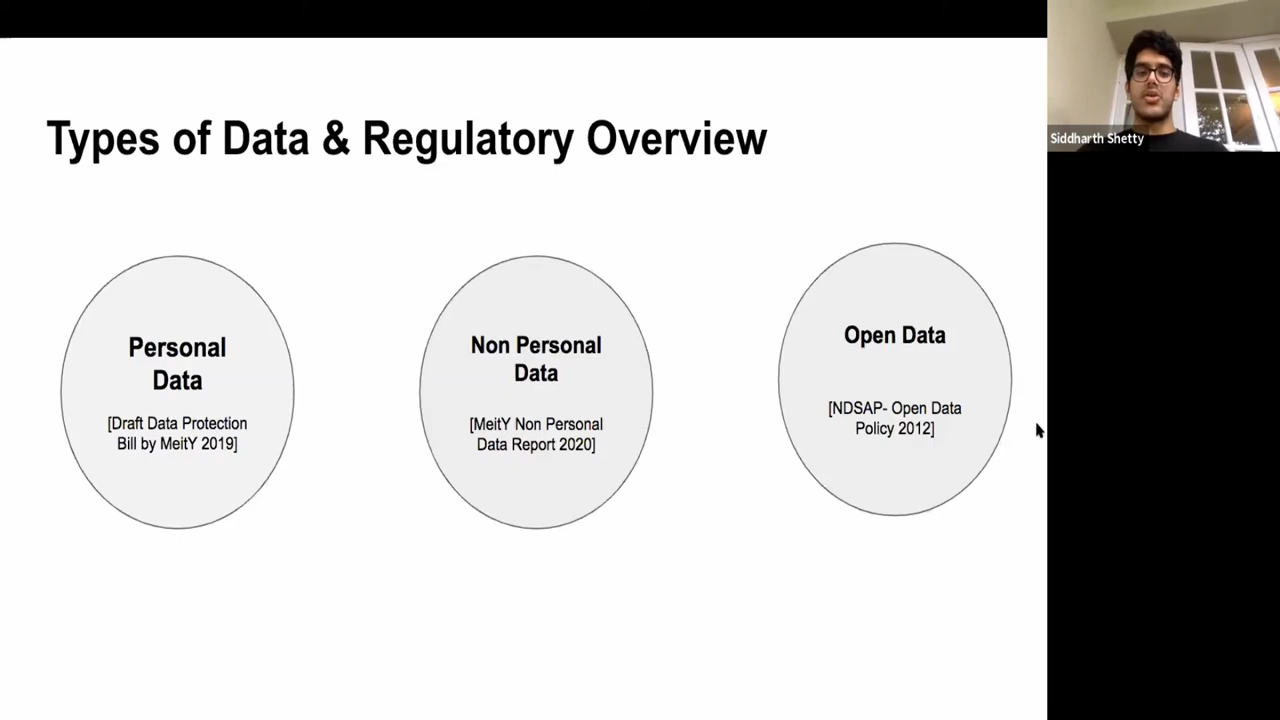 Types of Data & Regulatory Overview
Siddharth Shetty
Personal
Data
[Draft Data Protection
Bill by MeitY 2019]
Non Personal
Data
[MeitY Non Personal
Data Report 2020]
Open Data
[NDSAP- Open Data
Policy 2012]